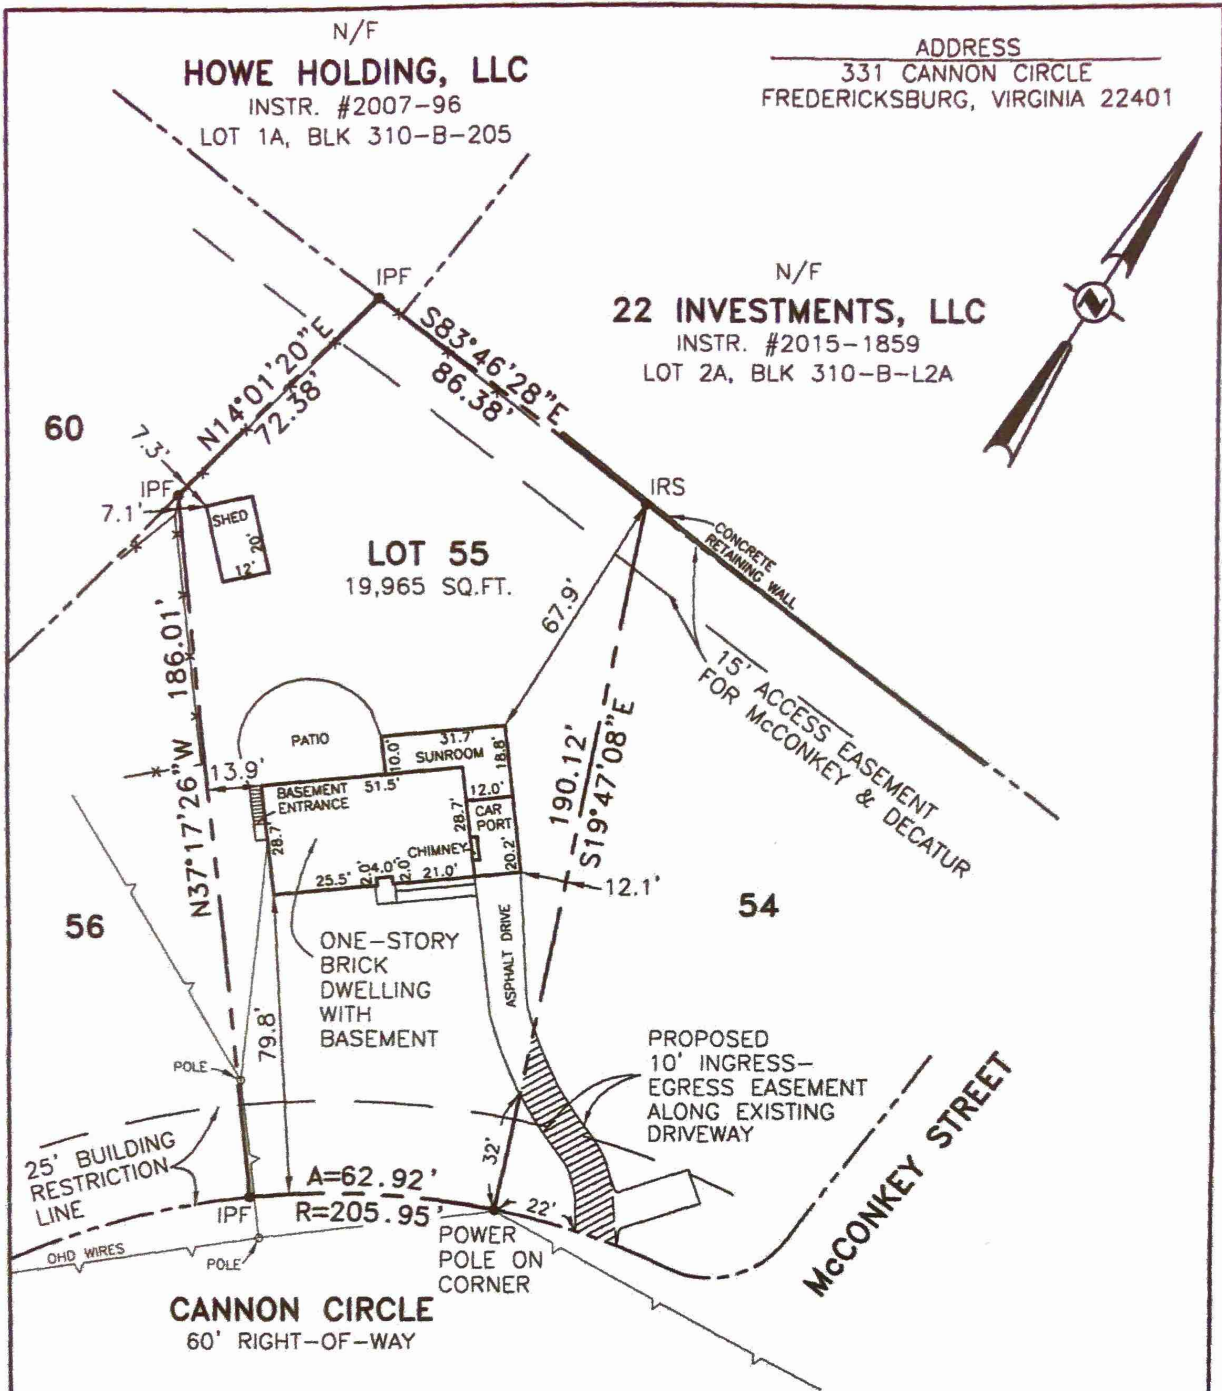 N/F
HOWE HOLDING, LLC
INSTR. #2007-96
LOT 1A, BLK 310-B-205
ADDRESS
331 CANNON CIRCLE
FREDERICKSBURG, VIRGINIA 22401
N/F
22 INVESTMENTS, LLC
INSTR. #2015-1859
LOT 2A, BLK 310-B-L2A
N
IPF
S83°46'28"E
86.38'
N14°01'20"E
72.38'
60
7.3'
IPF
7.1'
SHED
20'
12'
IRS
CONCRETE
RETAINING WALL
LOT 55
19,965 SQ.FT.
67.9'
186.01'
N37°17'26"W
15' ACCESS EASEMENT
FOR McCONKEY & DECATUR
190.12'
S19°47'08"E
PATIO
31.7'
SUNROOM
10.0'
18.8'
13.9'
BASEMENT
ENTRANCE
51.5'
12.0'
CAR
PORT
28.7'
28.7'
CHIMNEY
20.2'
25.5'
2.0'
4.0'
2.0'
21.0'
12.1'
54
56
ONE-STORY
BRICK
DWELLING
WITH
BASEMENT
ASPHALT DRIVE
79.8'
POLE
PROPOSED
10' INGRESS-
EGRESS EASEMENT
ALONG EXISTING
DRIVEWAY
McCONKEY STREET
25' BUILDING
RESTRICTION
LINE
32'
A=62.92'
R=205.95'
22'
IPF
POWER
POLE ON
CORNER
OHD WIRES
POLE
CANNON CIRCLE
60' RIGHT-OF-WAY